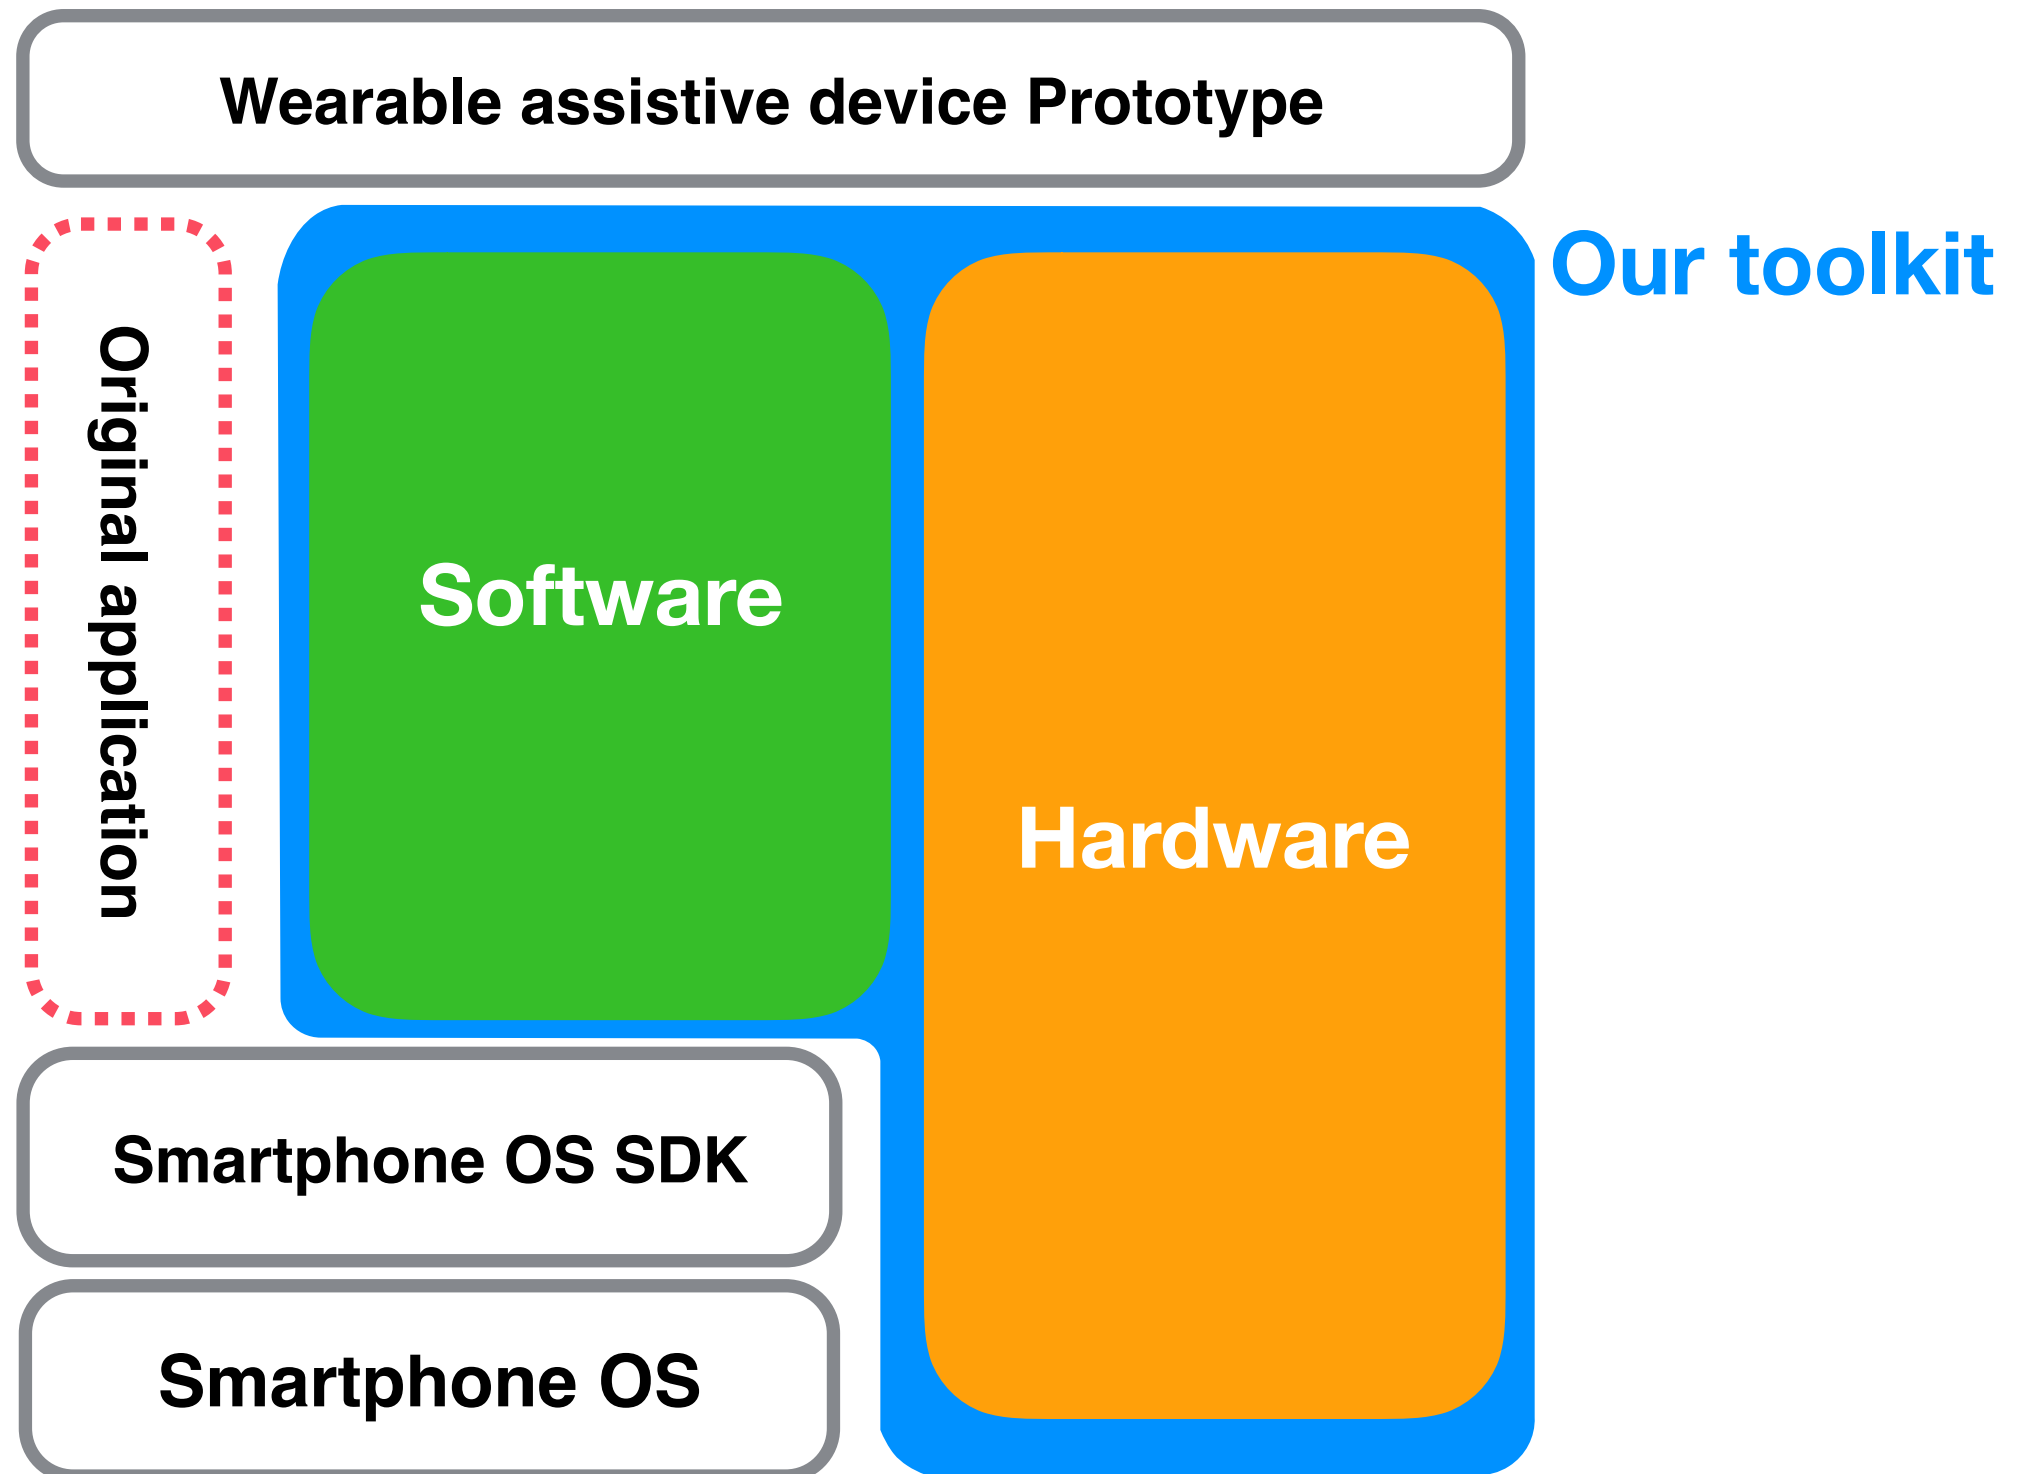 Wearable assistive device Prototype
Our toolkit
Original application
Software
Hardware
Smartphone OS SDK
Smartphone OS